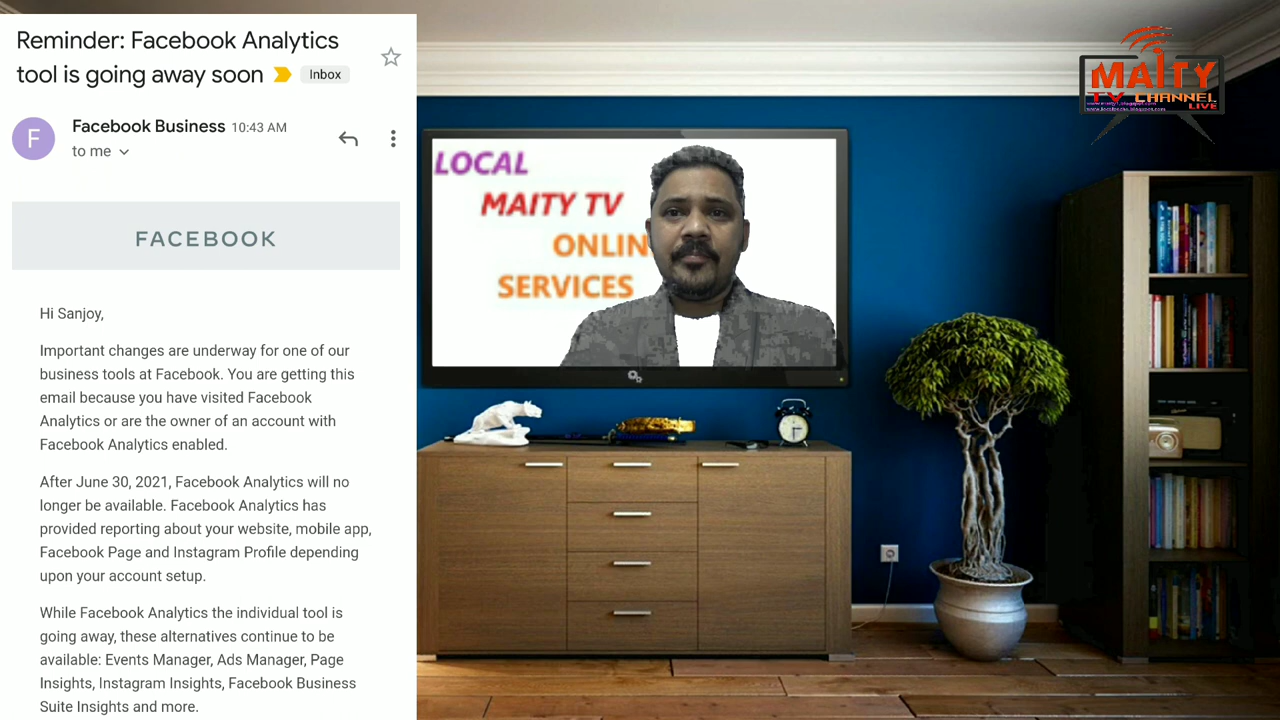 Reminder: Facebook Analytics
tool is going away soon
Inbox
F
Facebook Business 10:43 AM
to me
FACEBOOK
Hi Sanjoy,
Important changes are underway for one of our
business tools at Facebook. You are getting this
email because you have visited Facebook
Analytics or are the owner of an account with
Facebook Analytics enabled.
After June 30, 2021, Facebook Analytics will no
longer be available. Facebook Analytics has
provided reporting about your website, mobile app,
Facebook Page and Instagram Profile depending
upon your account setup.
While Facebook Analytics the individual tool is
going away, these alternatives continue to be
available: Events Manager, Ads Manager, Page
Insights, Instagram Insights, Facebook Business
Suite Insights and more.
LOCAL
MAITY TV
ONLIN
SERVICES
MAITY
TV CHANNEL
LIVE